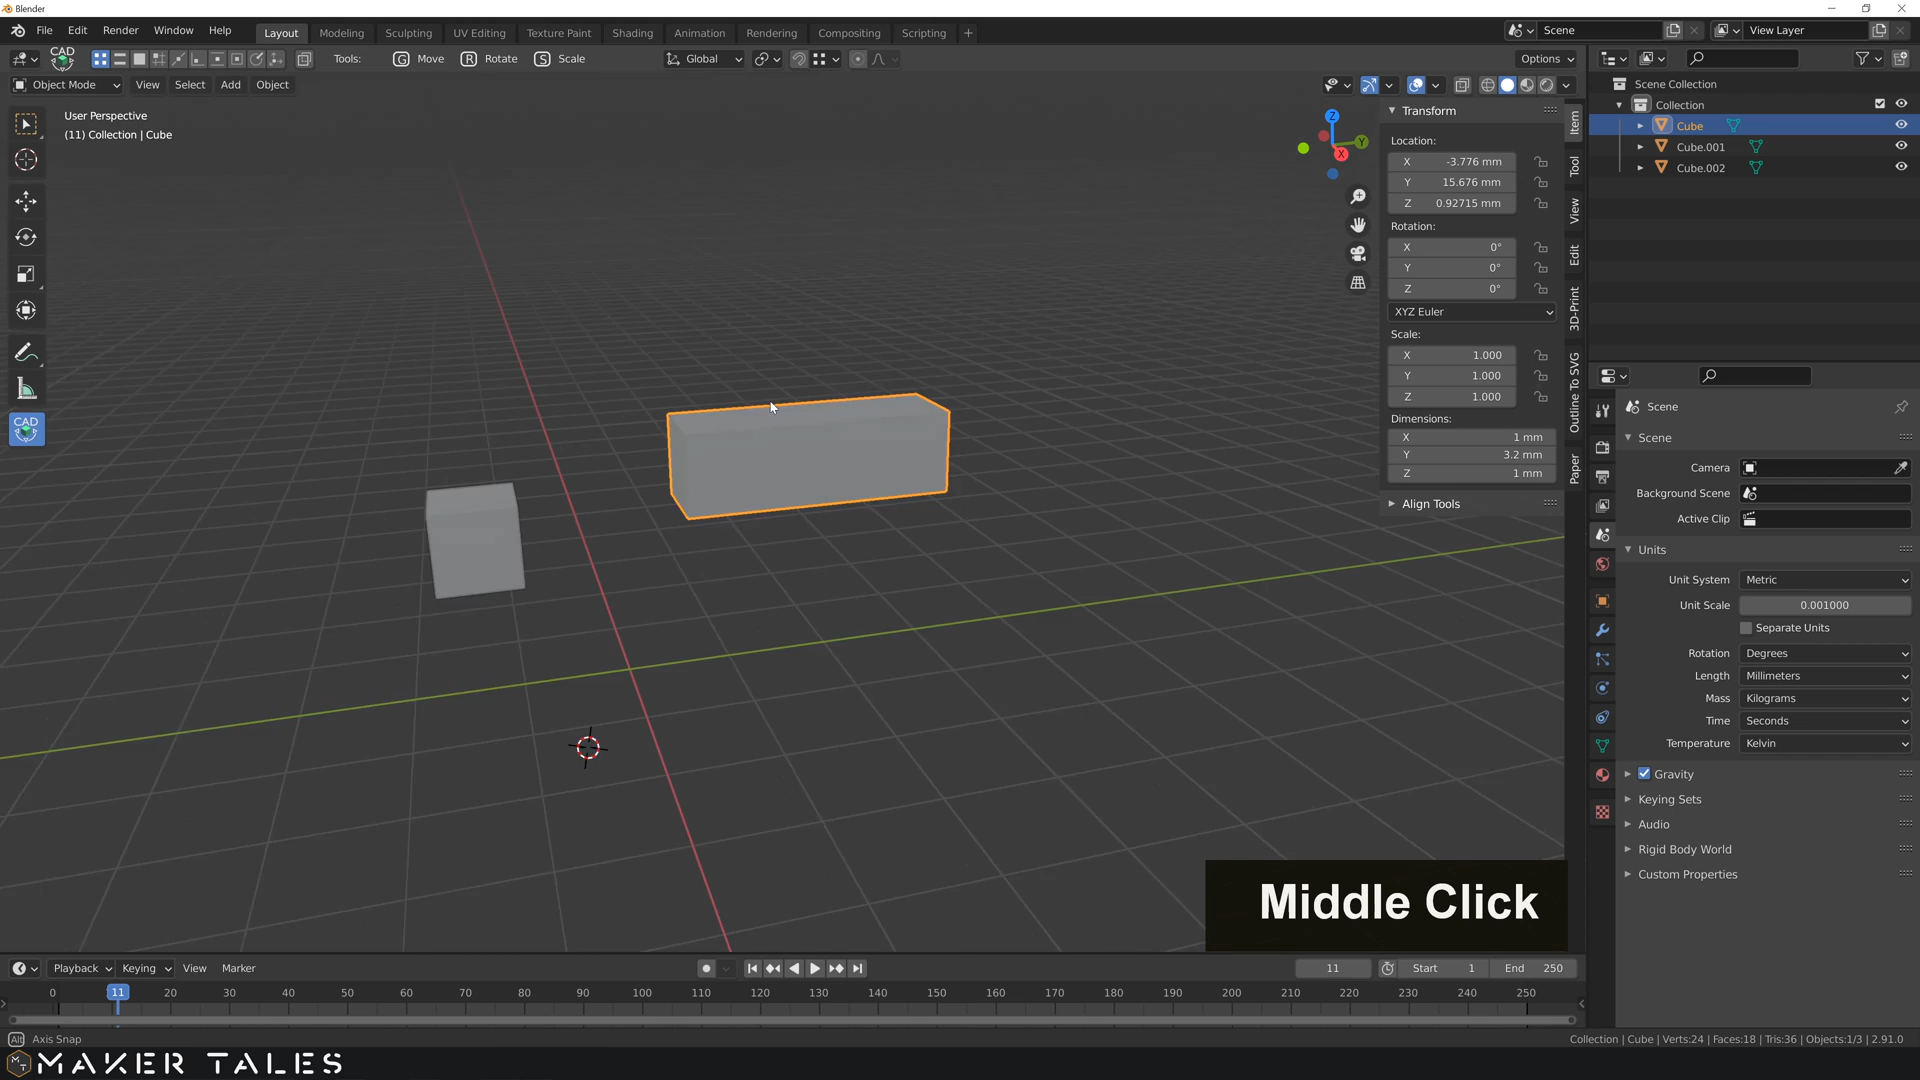 Blender
File Edit Render Window Help Layout Modeling Sculpting UV Editing Texture Paint Shading Animation Rendering Compositing Scripting + Scene View Layer
CAD Tools: G Move R Rotate S Scale Global Options
Object Mode View Select Add Object
User Perspective
(11) Collection | Cube
Z
Y
X
CAD
Transform
Location:
X -3.776 mm
Y 15.676 mm
Z 0.92715 mm
Rotation:
X 0°
Y 0°
Z 0°
XYZ Euler
Scale:
X 1.000
Y 1.000
Z 1.000
Dimensions:
X 1 mm
Y 3.2 mm
Z 1 mm
Align Tools
Item
Tool
View
Edit
3D-Print
Outline To SVG
Paper
Scene Collection
Collection
Cube
Cube.001
Cube.002
Scene
Scene
Camera
Background Scene
Active Clip
Units
Unit System Metric
Unit Scale 0.001000
Separate Units
Rotation Degrees
Length Millimeters
Mass Kilograms
Time Seconds
Temperature Kelvin
Gravity
Keying Sets
Audio
Rigid Body World
Custom Properties
Middle Click
Playback Keying View Marker 11 Start 1 End 250
0 11 20 30 40 50 60 70 80 90 100 110 120 130 140 150 160 170 180 190 200 210 220 230 240 250
Alt Axis Snap
Collection | Cube | Verts:24 | Faces:18 | Tris:36 | Objects:1/3 | 2.91.0
MT MAKER TALES